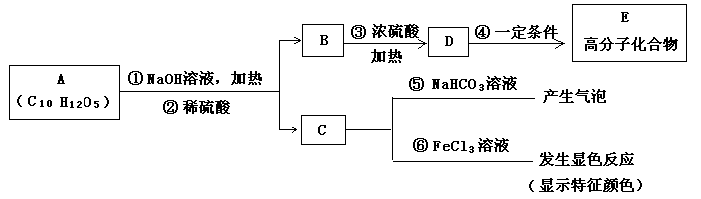 A
(C₁₀ H₁₂O₅)
① NaOH溶液，加热
② 稀硫酸
B
③ 浓硫酸
加热
D
④ 一定条件
E
高分子化合物
C
⑤ NaHCO₃溶液
产生气泡
⑥ FeCl₃溶液
发生显色反应
(显示特征颜色)